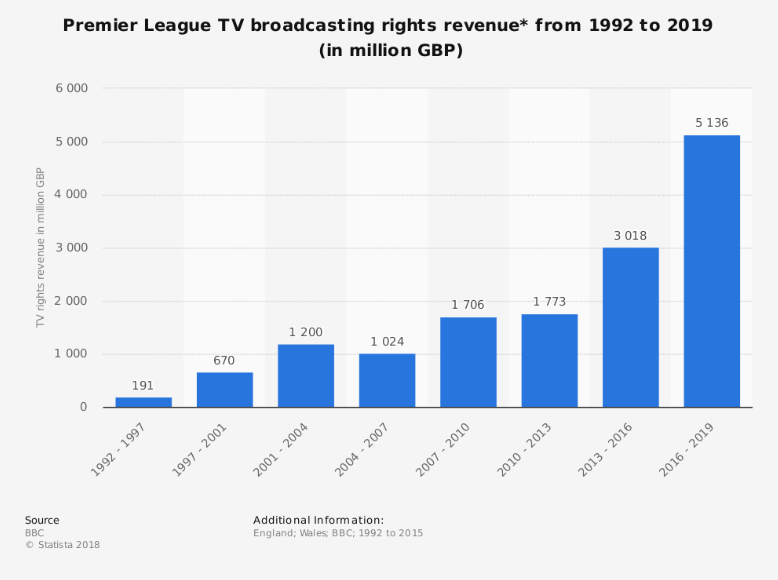 Premier League TV broadcasting rights revenue* from 1992 to 2019
(in million GBP)
TV rights revenue in million GBP
6 000
5 000
4 000
3 000
2 000
1 000
0
191
670
1 200
1 024
1 706
1 773
3 018
5 136
1992 - 1997
1997 - 2001
2001 - 2004
2004 - 2007
2007 - 2010
2010 - 2013
2013 - 2016
2016 - 2019
Source
BBC
© Statista 2018
Additional Information:
England; Wales; BBC; 1992 to 2015